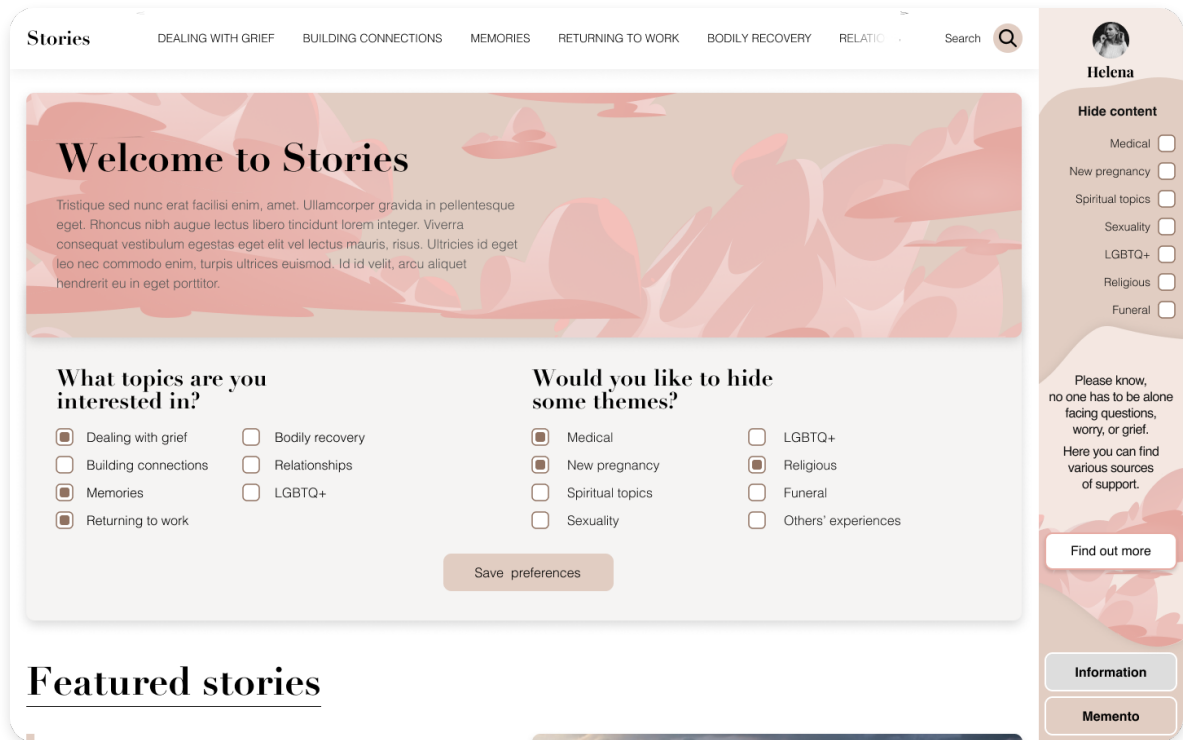 Stories
DEALING WITH GRIEF
BUILDING CONNECTIONS
MEMORIES
RETURNING TO WORK
BODILY RECOVERY
Search
Welcome to Stories
Tristique sed nunc erat facilisi enim, amet. Ullamcorper gravida in pellentesque
eget. Rhoncus nibh augue lectus libero tincidunt lorem integer. Viverra
consequat vestibulum egestas eget elit vel lectus mauris, risus. Ultricies id eget
leo nec commodo enim, turpis ultrices euismod. Id id velit, arcu aliquet
hendrerit eu in eget porttitor.
What topics are you
interested in?
Dealing with grief
Building connections
Memories
Returning to work
Bodily recovery
Relationships
LGBTQ+
Would you like to hide
some themes?
Medical
New pregnancy
Spiritual topics
Sexuality
LGBTQ+
Religious
Funeral
Others’ experiences
Save preferences
Featured stories
Helena
Hide content
Medical
New pregnancy
Spiritual topics
Sexuality
LGBTQ+
Religious
Funeral
Please know,
no one has to be alone
facing questions,
worry, or grief.
Here you can find
various sources
of support.
Find out more
Information
Memento